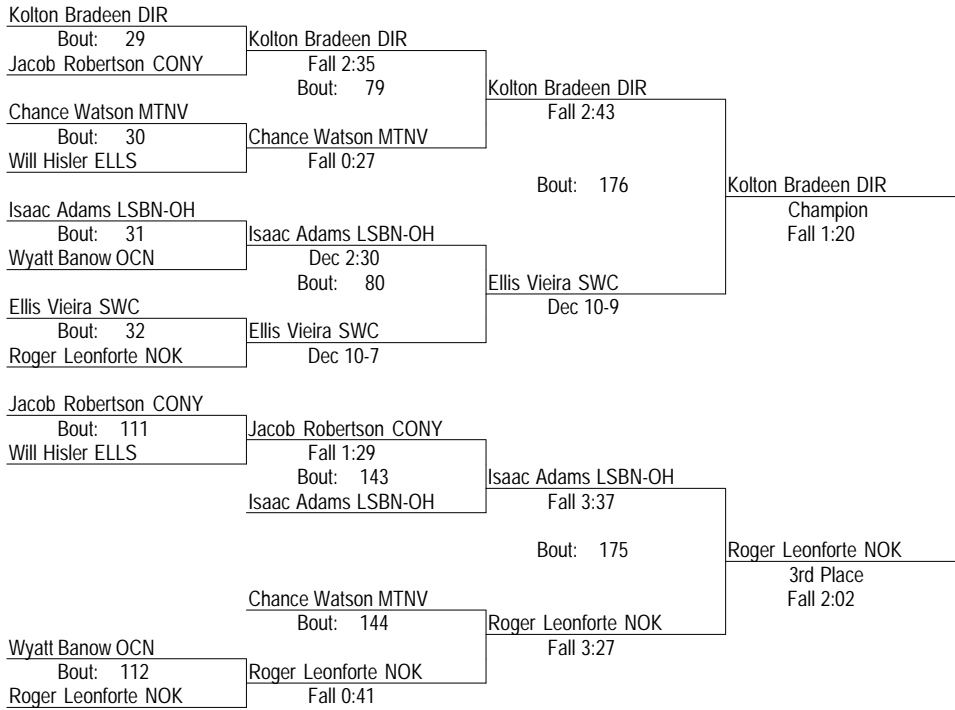 Kolton Bradeen DIR
Bout: 29
Jacob Robertson CONY
Kolton Bradeen DIR
Fall 2:35
Bout: 79
Chance Watson MTNV
Bout: 30
Will Hisler ELLS
Chance Watson MTNV
Fall 0:27
Kolton Bradeen DIR
Fall 2:43
Bout: 176
Kolton Bradeen DIR
Champion
Fall 1:20
Isaac Adams LSBN-OH
Bout: 31
Wyatt Banow OCN
Isaac Adams LSBN-OH
Dec 2:30
Bout: 80
Ellis Vieira SWC
Bout: 32
Roger Leonforte NOK
Ellis Vieira SWC
Dec 10-7
Ellis Vieira SWC
Dec 10-9
Jacob Robertson CONY
Bout: 111
Will Hisler ELLS
Jacob Robertson CONY
Fall 1:29
Bout: 143
Isaac Adams LSBN-OH
Isaac Adams LSBN-OH
Fall 3:37
Bout: 175
Roger Leonforte NOK
3rd Place
Fall 2:02
Chance Watson MTNV
Bout: 144
Wyatt Banow OCN
Bout: 112
Roger Leonforte NOK
Roger Leonforte NOK
Fall 0:41
Roger Leonforte NOK
Fall 3:27